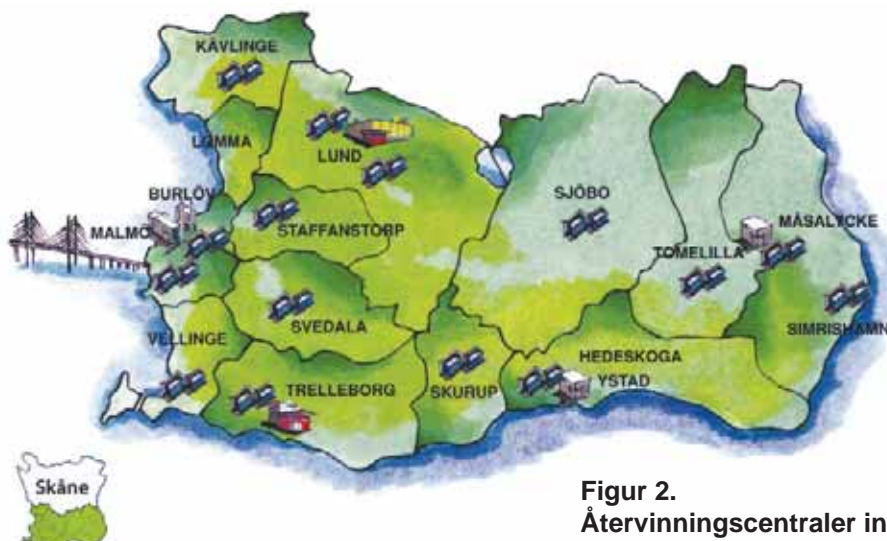 KÄVLINGE
LOMMA
LUND
BURLÖV
MALMÖ
STAFFANSTORP
SJÖBO
MÅSALYCKE
TOMELILLA
SIMRISHAMN
SVEDALA
VELLINGE
HEDESKOGA
YSTAD
TRELLEBORG
SKURUP
Skåne
Figur 2.
Återvinningscentraler in